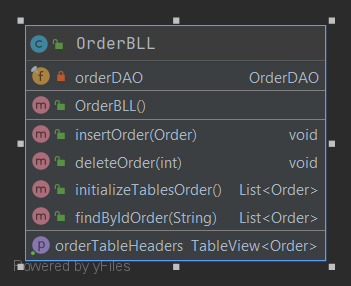 OrderBLL
orderDAO OrderDAO
OrderBLL()
insertOrder(Order) void
deleteOrder(int) void
initializeTablesOrder() List<Order>
findByIdOrder(String) List<Order>
orderTableHeaders TableView<Order>
Powered by yFiles